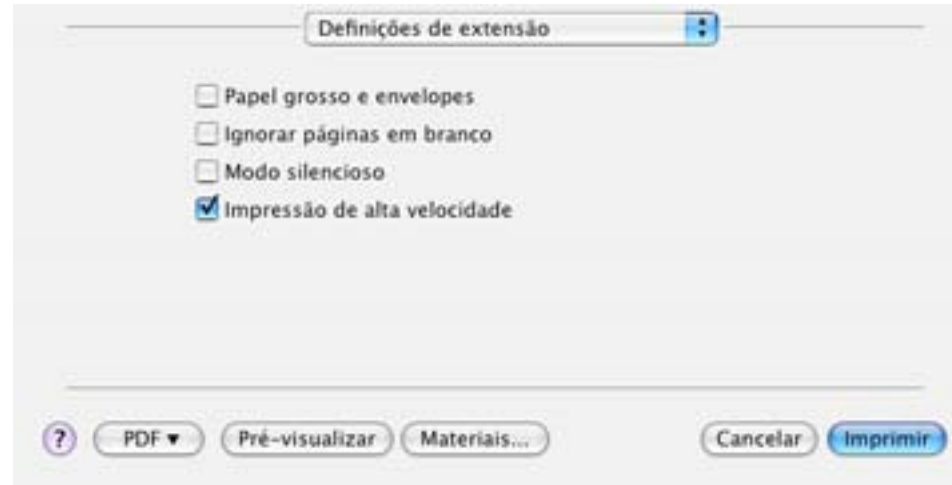 Definições de extensão
Papel grosso e envelopes
Ignorar páginas em branco
Modo silencioso
Impressão de alta velocidade
? PDF ▼ Pré-visualizar Materiais... Cancelar Imprimir